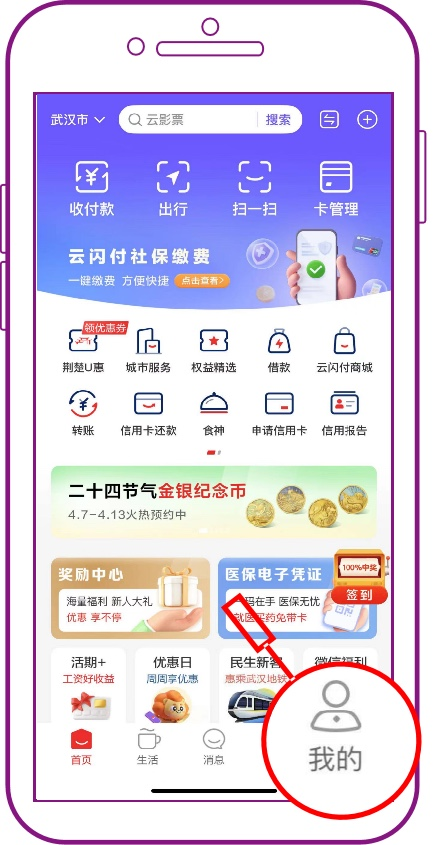 武汉市
云影票
搜索
收付款
出行
扫一扫
卡管理
云闪付社保缴费
一键缴费 方便快捷
点击查看>
领优惠券
荆楚U惠
城市服务
权益精选
借款
云闪付商城
转账
信用卡还款
食神
申请信用卡
信用报告
二十四节气金银纪念币
4.7-4.13火热预约中
奖励中心
海量福利 新人大礼
优惠 享不停
医保电子凭证
码在手 医保无忧
就医买药免带卡
100%中奖
签到
活期+
工资好收益
优惠日
周周享优惠
民生新客
惠乘武汉地铁
微信福利
首页
生活
消息
我的